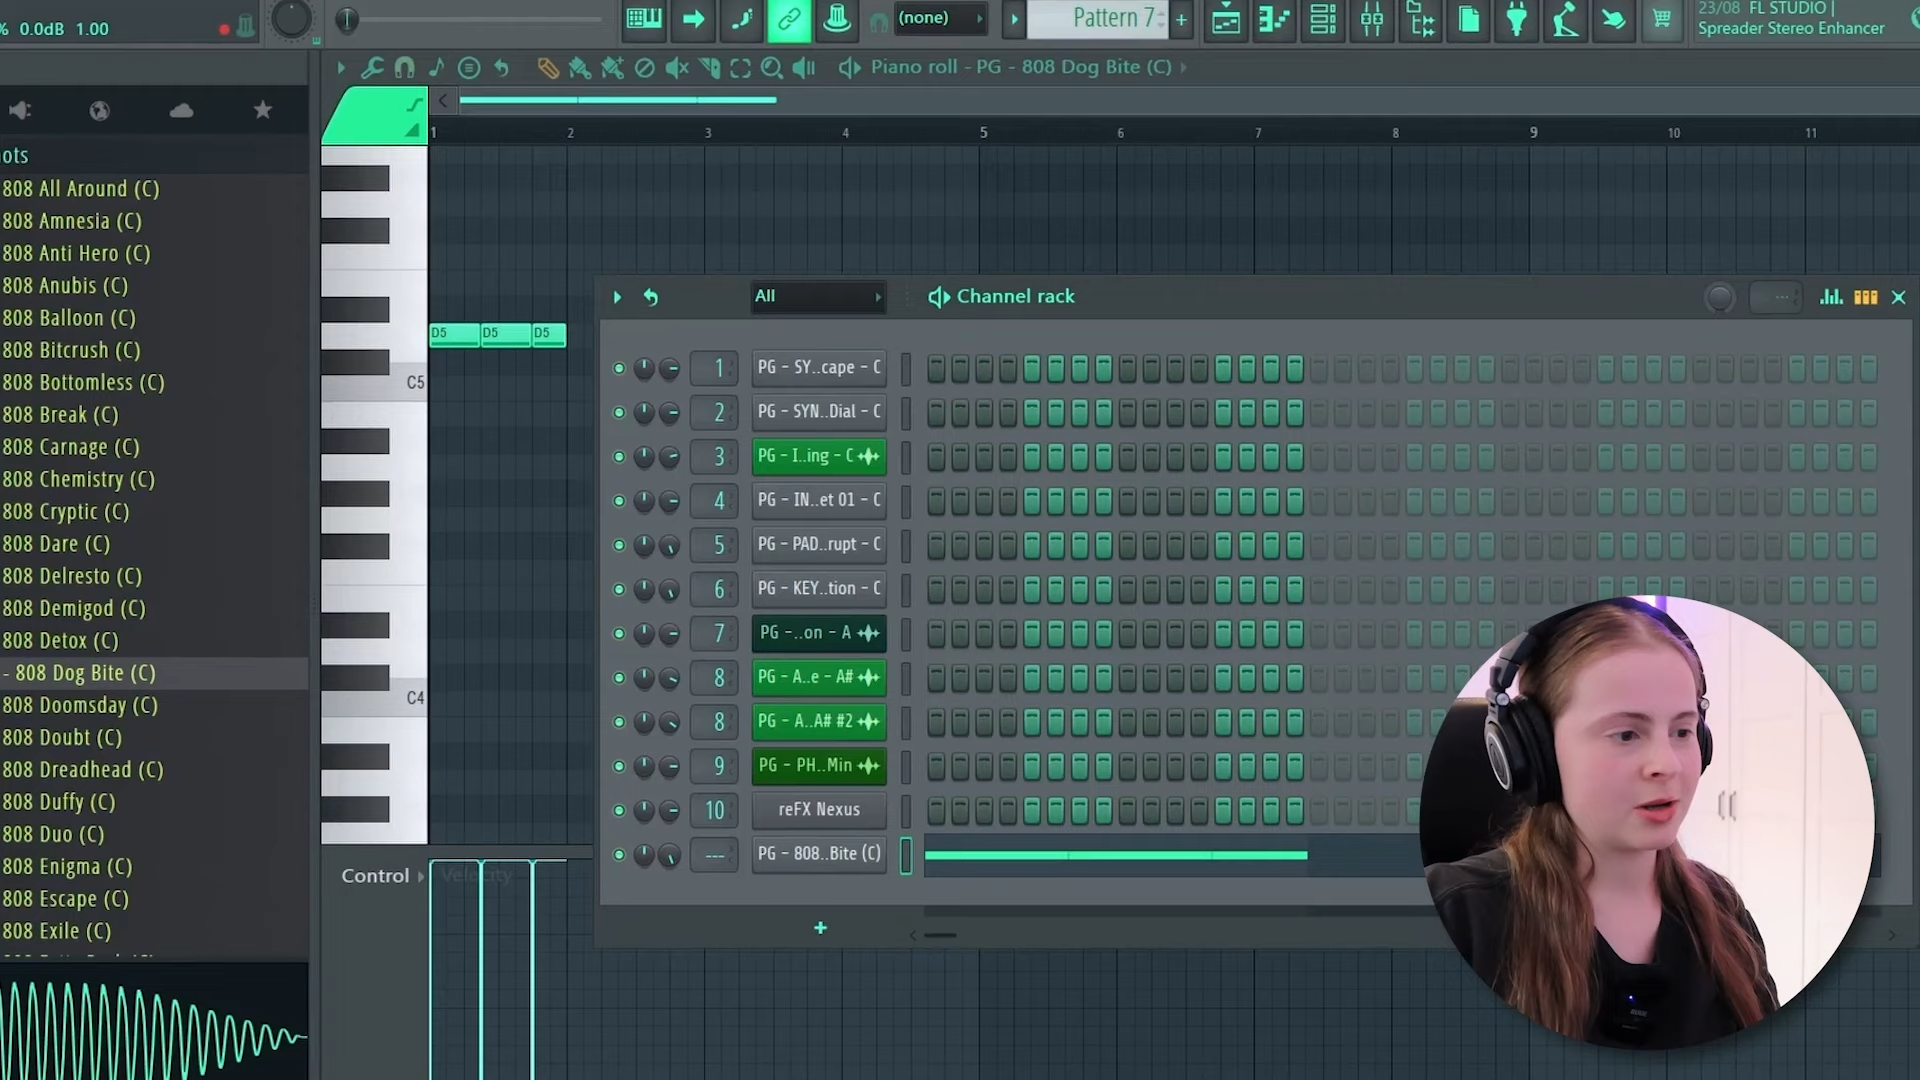 % 0.0dB 1.00
(none)
Pattern 7
23/08 FL STUDIO |
Spreader Stereo Enhancer
Piano roll - PG - 808 Dog Bite (C)
1 2 3 4 5 6 7 8 9 10 11
ots
808 All Around (C)
808 Amnesia (C)
808 Anti Hero (C)
808 Anubis (C)
808 Balloon (C)
808 Bitcrush (C)
808 Bottomless (C)
808 Break (C)
808 Carnage (C)
808 Chemistry (C)
808 Cryptic (C)
808 Dare (C)
808 Delresto (C)
808 Demigod (C)
808 Detox (C)
- 808 Dog Bite (C)
808 Doomsday (C)
808 Doubt (C)
808 Dreadhead (C)
808 Duffy (C)
808 Duo (C)
808 Enigma (C)
808 Escape (C)
808 Exile (C)
D5 D5 D5
C5
C4
Control
Velocity
All
Channel rack
1 PG - SY..cape - C
2 PG - SYN..Dial - C
3 PG - I..ing - C
4 PG - IN..et 01 - C
5 PG - PAD..rupt - C
6 PG - KEY..tion - C
7 PG -..on - A
8 PG - A..e - A#
8 PG - A..A# #2
9 PG - PH..Min
10 reFX Nexus
--- PG - 808..Bite (C)